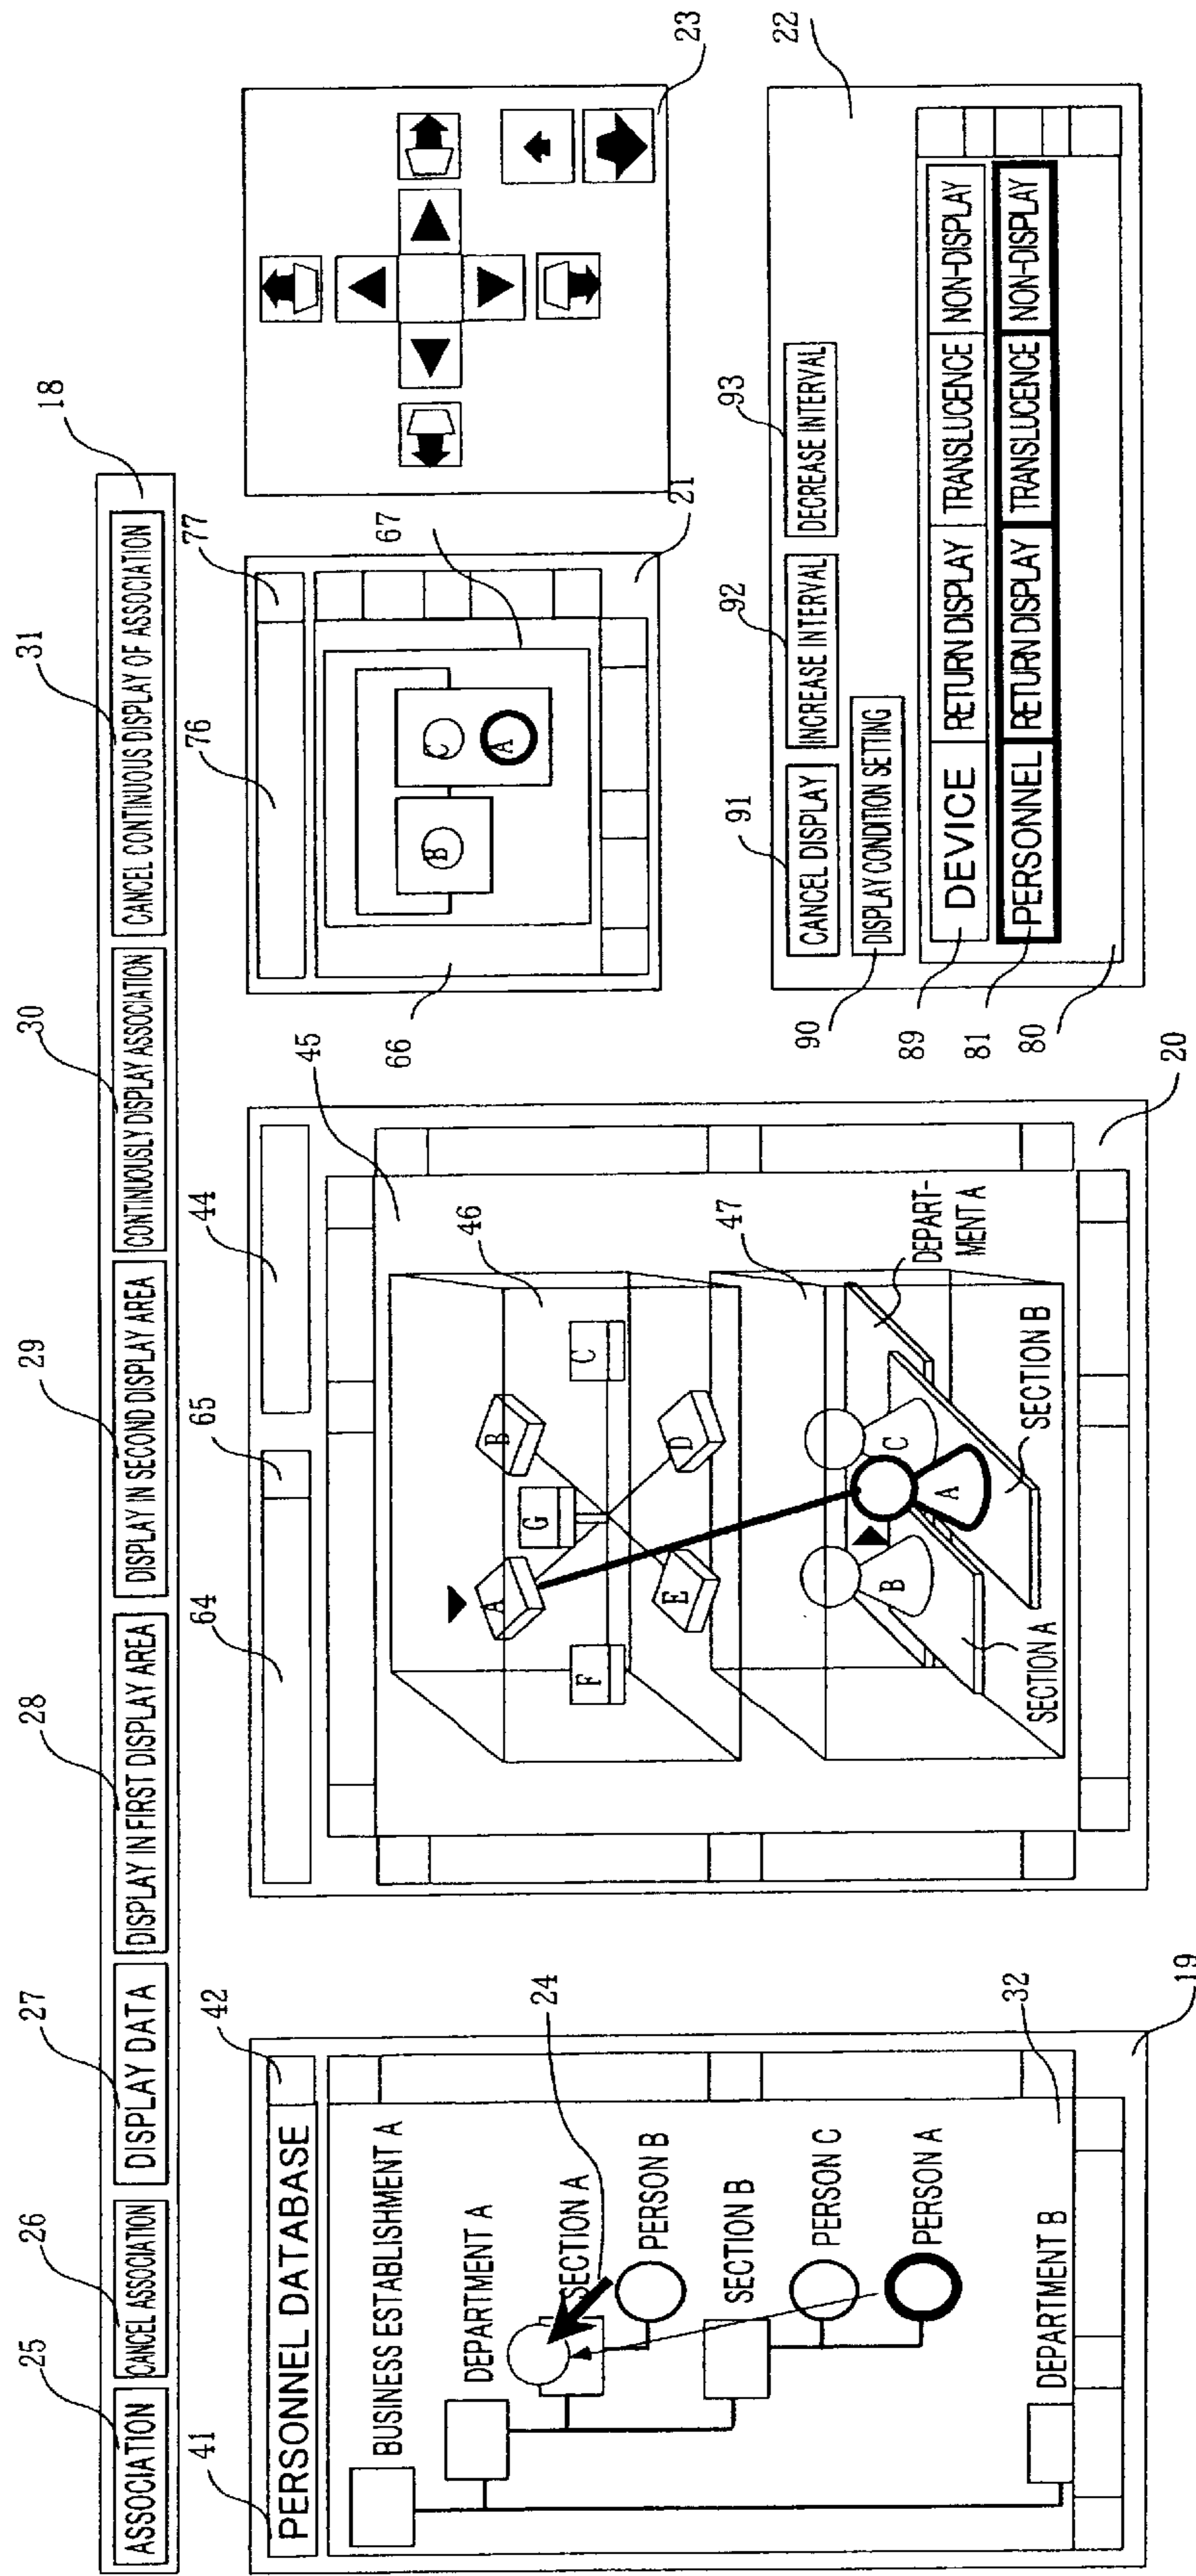 25 26 27 28 29 30 31 18
ASSOCIATION CANCEL ASSOCIATION DISPLAY DATA DISPLAY IN FIRST DISPLAY AREA DISPLAY IN SECOND DISPLAY AREA CONTINUOUSLY DISPLAY ASSOCIATION CANCEL CONTINUOUS DISPLAY OF ASSOCIATION
41 42
PERSONNEL DATABASE
BUSINESS ESTABLISHMENT A
DEPARTMENT A
SECTION A
24
PERSON B
SECTION B
PERSON C
PERSON A
32
DEPARTMENT B
19
64 65 44
45
46
A
B
G
C
F
E
D
47
DEPART-
MENT A
B
C
A
SECTION A
SECTION B
20
76 77
66
B
C
A
67
21
23
91 92 93
22
CANCEL DISPLAY INCREASE INTERVAL DECREASE INTERVAL
90
DISPLAY CONDITION SETTING
89
DEVICE RETURN DISPLAY TRANSLUCENCE NON-DISPLAY
81
PERSONNEL RETURN DISPLAY TRANSLUCENCE NON-DISPLAY
80